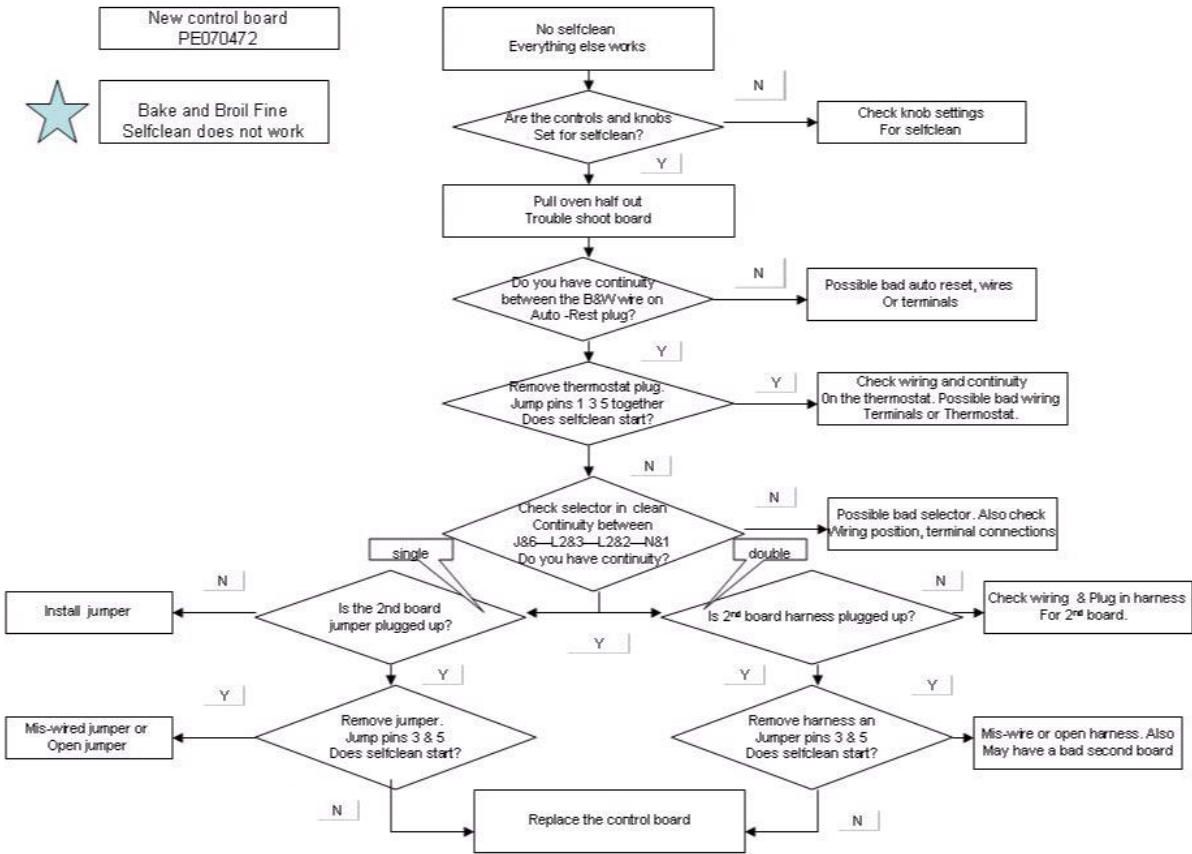 New control board
PE070472
No selfclean
Everything else works
Bake and Broil Fine
Selfclean does not work
N
Are the controls and knobs
Set for selfclean?
Check knob settings
For selfclean
Y
Pull oven half out
Trouble shoot board
N
Do you have continuity
between the B&W wire on
Auto -Rest plug?
Possible bad auto reset, wires
Or terminals
Y
Remove thermostat plug.
Jump pins 1 3 5 together
Does selfclean start?
Y
Check wiring and continuity
On the thermostat. Possible bad wiring
Terminals or Thermostat.
N
Check selector in clean
Continuity between
J&6—L2&3—L2&2—N&1
Do you have continuity?
N
Possible bad selector. Also check
Wiring position, terminal connections
single
double
N
Install jumper
Is the 2nd board
jumper plugged up?
Y
Is 2nd board harness plugged up?
N
Check wiring & Plug in harness
For 2nd board.
Y
Y
Y
Y
Mis-wired jumper or
Open jumper
Remove jumper.
Jump pins 3 & 5
Does selfclean start?
Remove harness an
Jumper pins 3 & 5
Does selfclean start?
Mis-wire or open harness. Also
May have a bad second board
N
Replace the control board
N